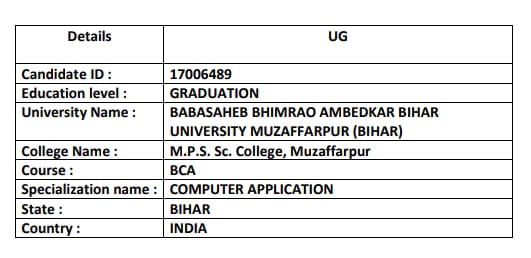 Details UG
Candidate ID : 17006489
Education level : GRADUATION
University Name : BABASAHEB BHIMRAO AMBEDKAR BIHAR
UNIVERSITY MUZAFFARPUR (BIHAR)
College Name : M.P.S. Sc. College, Muzaffarpur
Course : BCA
Specialization name : COMPUTER APPLICATION
State : BIHAR
Country : INDIA